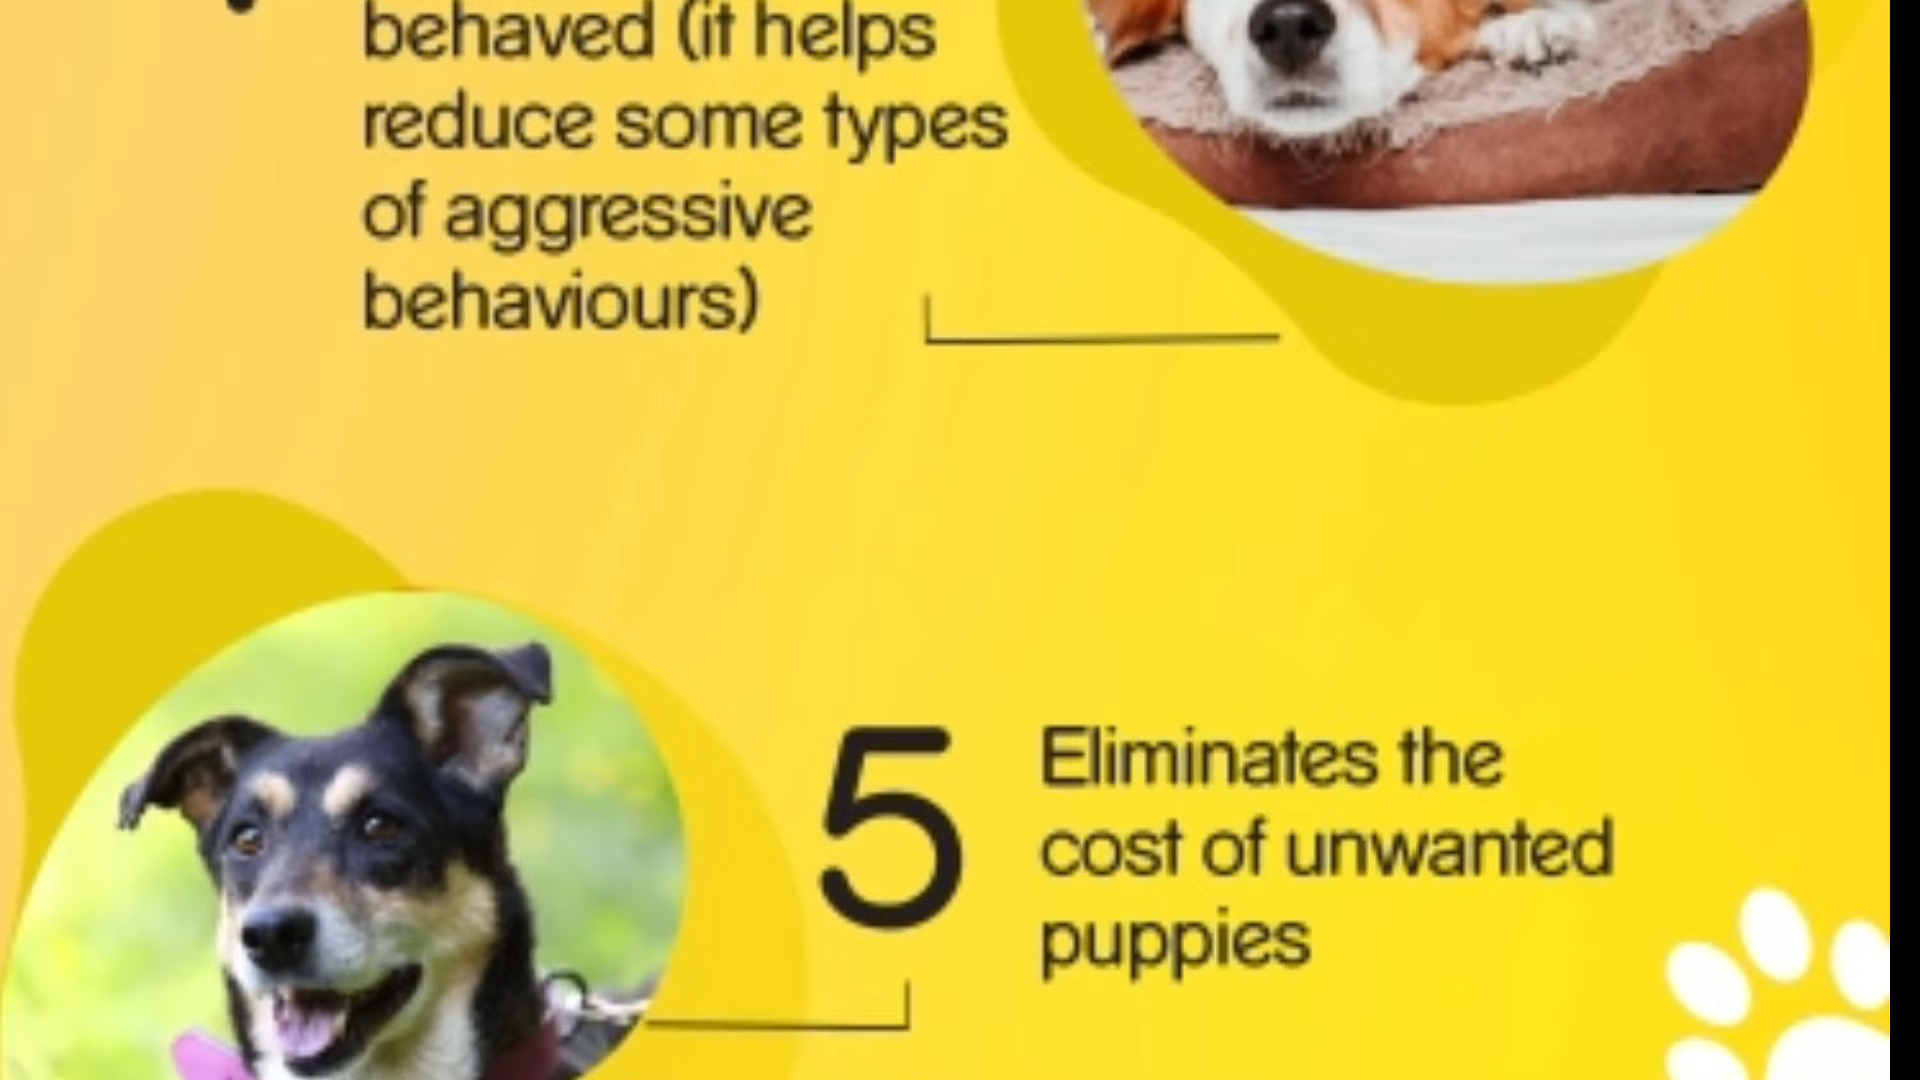 behaved (it helps
reduce some types
of aggressive
behaviours)
5
Eliminates the
cost of unwanted
puppies